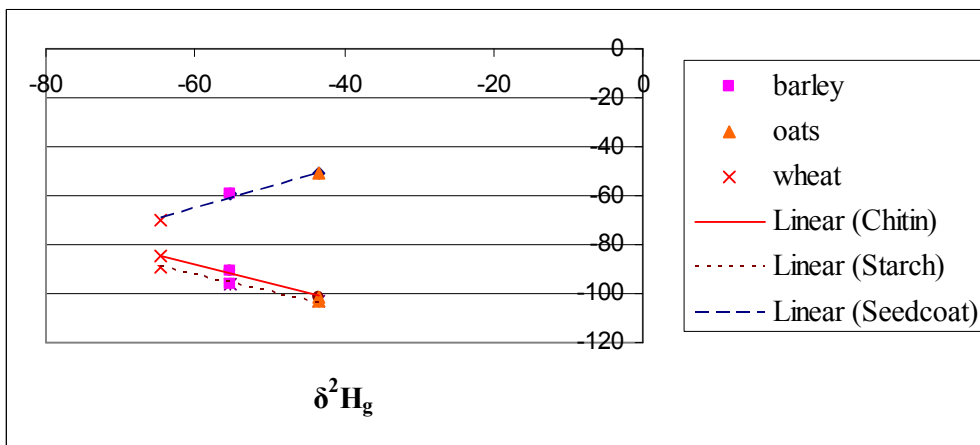 0
-80
-60
-40
-20
0
-20
-40
-60
-80
-100
-120
δ²Hg
barley
oats
wheat
Linear (Chitin)
Linear (Starch)
Linear (Seedcoat)